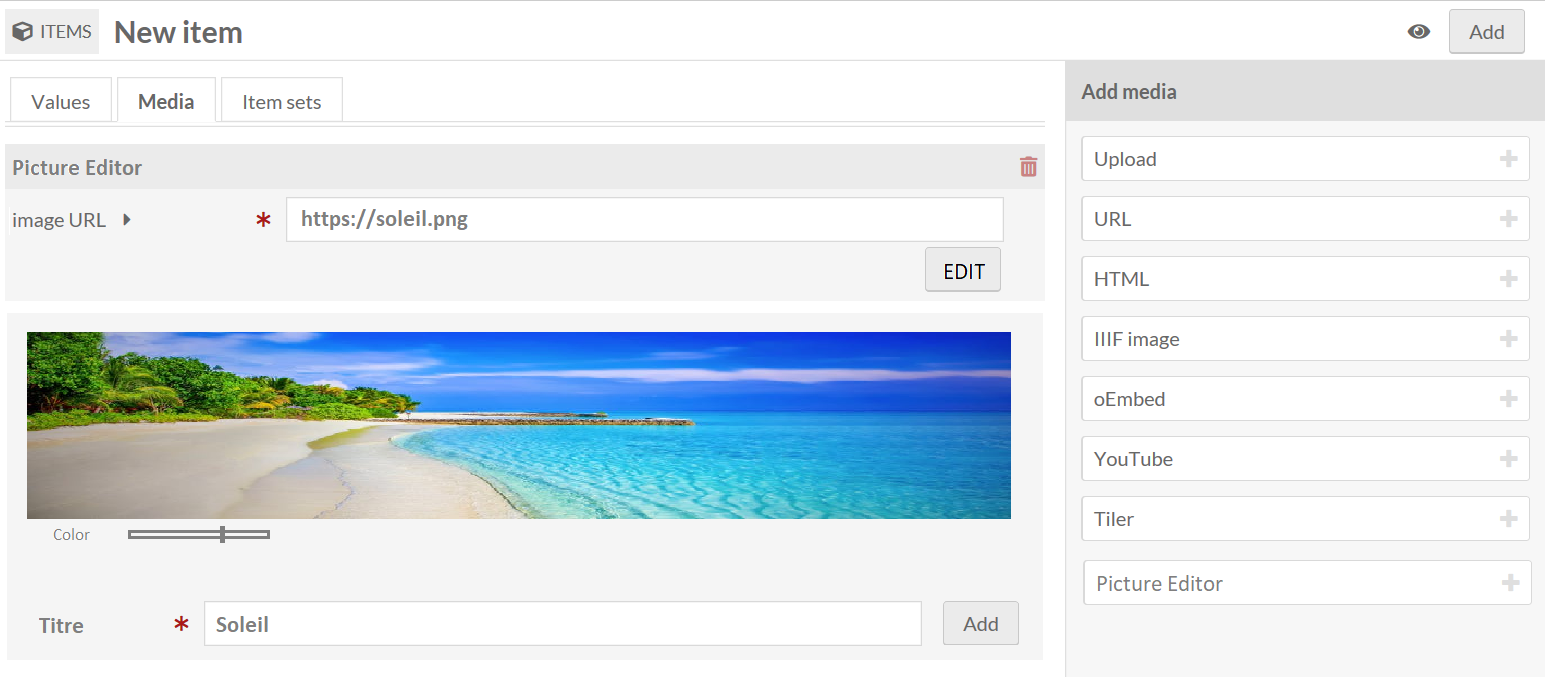 ITEMS New item Add
Values Media Item sets
Picture Editor
image URL * https://soleil.png
EDIT
Color
Titre * Soleil Add
Add media
Upload
URL
HTML
IIIF image
oEmbed
YouTube
Tiler
Picture Editor